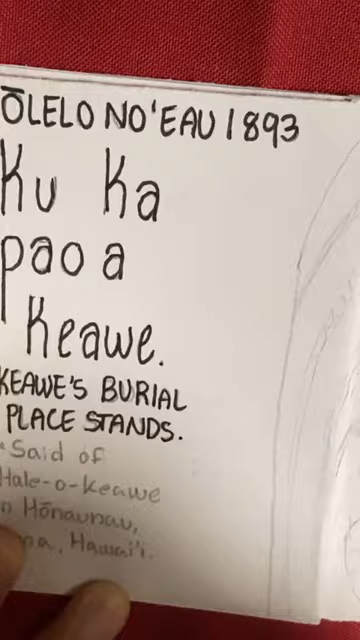 ŌLELO NO'EAU 1893
Ku Ka
pao a
Keawe.
KEAWE'S BURIAL
PLACE STANDS.
Said of
Hale-o-Keawe
Hōnaunau,
Hawai'i.